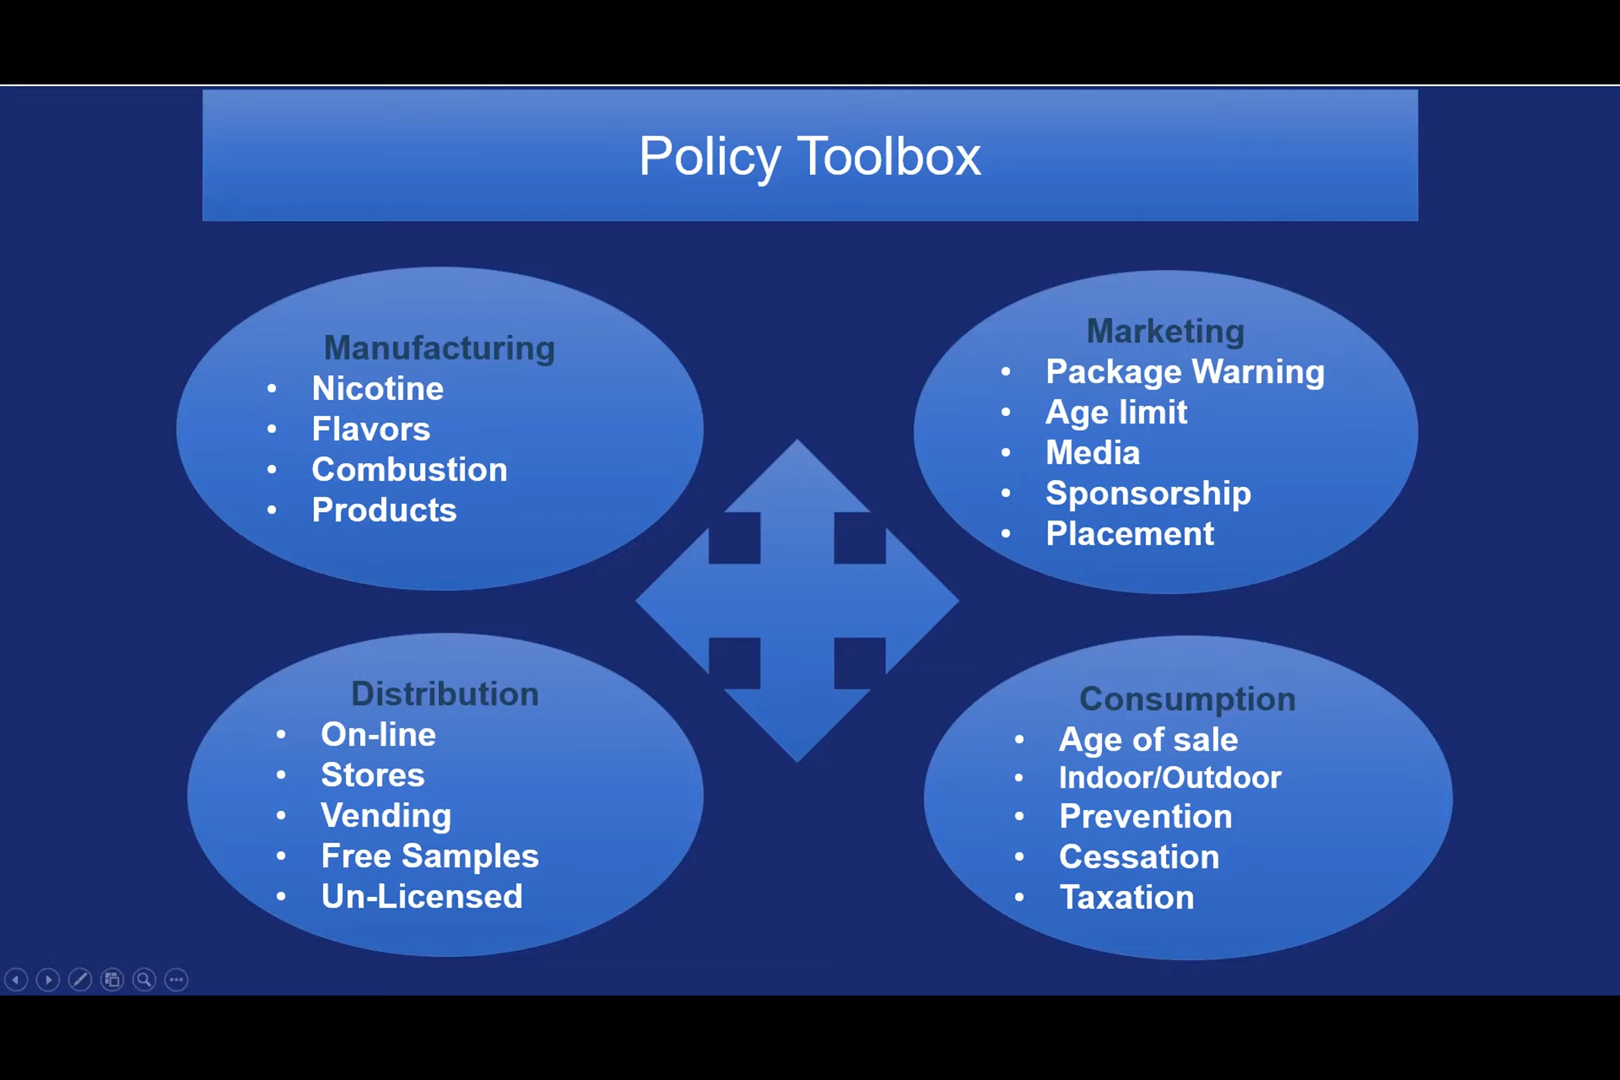 Policy Toolbox
Manufacturing
• Nicotine
• Flavors
• Combustion
• Products
Marketing
• Package Warning
• Age limit
• Media
• Sponsorship
• Placement
Distribution
• On-line
• Stores
• Vending
• Free Samples
• Un-Licensed
Consumption
• Age of sale
• Indoor/Outdoor
• Prevention
• Cessation
• Taxation